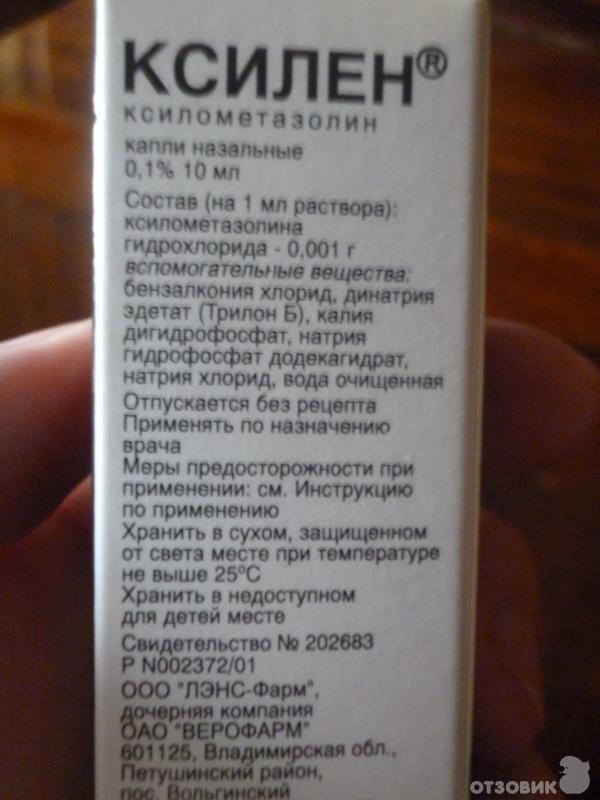 КСИЛЕН®
ксилометазолин
капли назальные
0,1% 10 мл
Состав (на 1 мл раствора):
ксилометазолина
гидрохлорида - 0,001 г
вспомогательные вещества:
бензалкония хлорид, динатрия
эдетат (Трилон Б), калия
дигидрофосфат, натрия
гидрофосфат додекагидрат,
натрия хлорид, вода очищенная
Отпускается без рецепта
Применять по назначению
врача
Меры предосторожности при
применении: см. Инструкцию
по применению
Хранить в сухом, защищенном
от света месте при температуре
не выше 25°С
Хранить в недоступном
для детей месте
Свидетельство № 202683
Р N002372/01
ООО "ЛЭНС-Фарм",
дочерняя компания
ОАО "ВЕРОФАРМ"
601125, Владимирская обл.,
Петушинский район,
пос. Вольгинский
отзовик